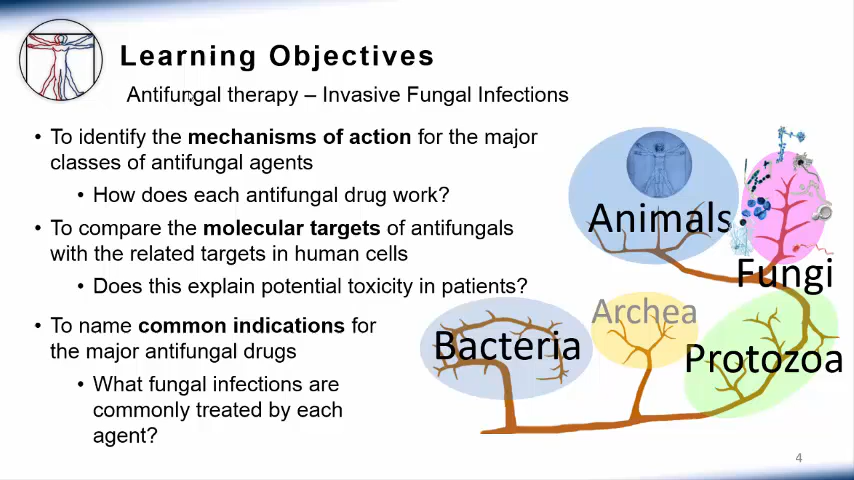 Learning Objectives
Antifungal therapy – Invasive Fungal Infections
• To identify the mechanisms of action for the major
classes of antifungal agents
• How does each antifungal drug work?
• To compare the molecular targets of antifungals
with the related targets in human cells
• Does this explain potential toxicity in patients?
• To name common indications for
the major antifungal drugs
• What fungal infections are
commonly treated by each
agent?
Animals
Fungi
Archea
Bacteria
Protozoa
4